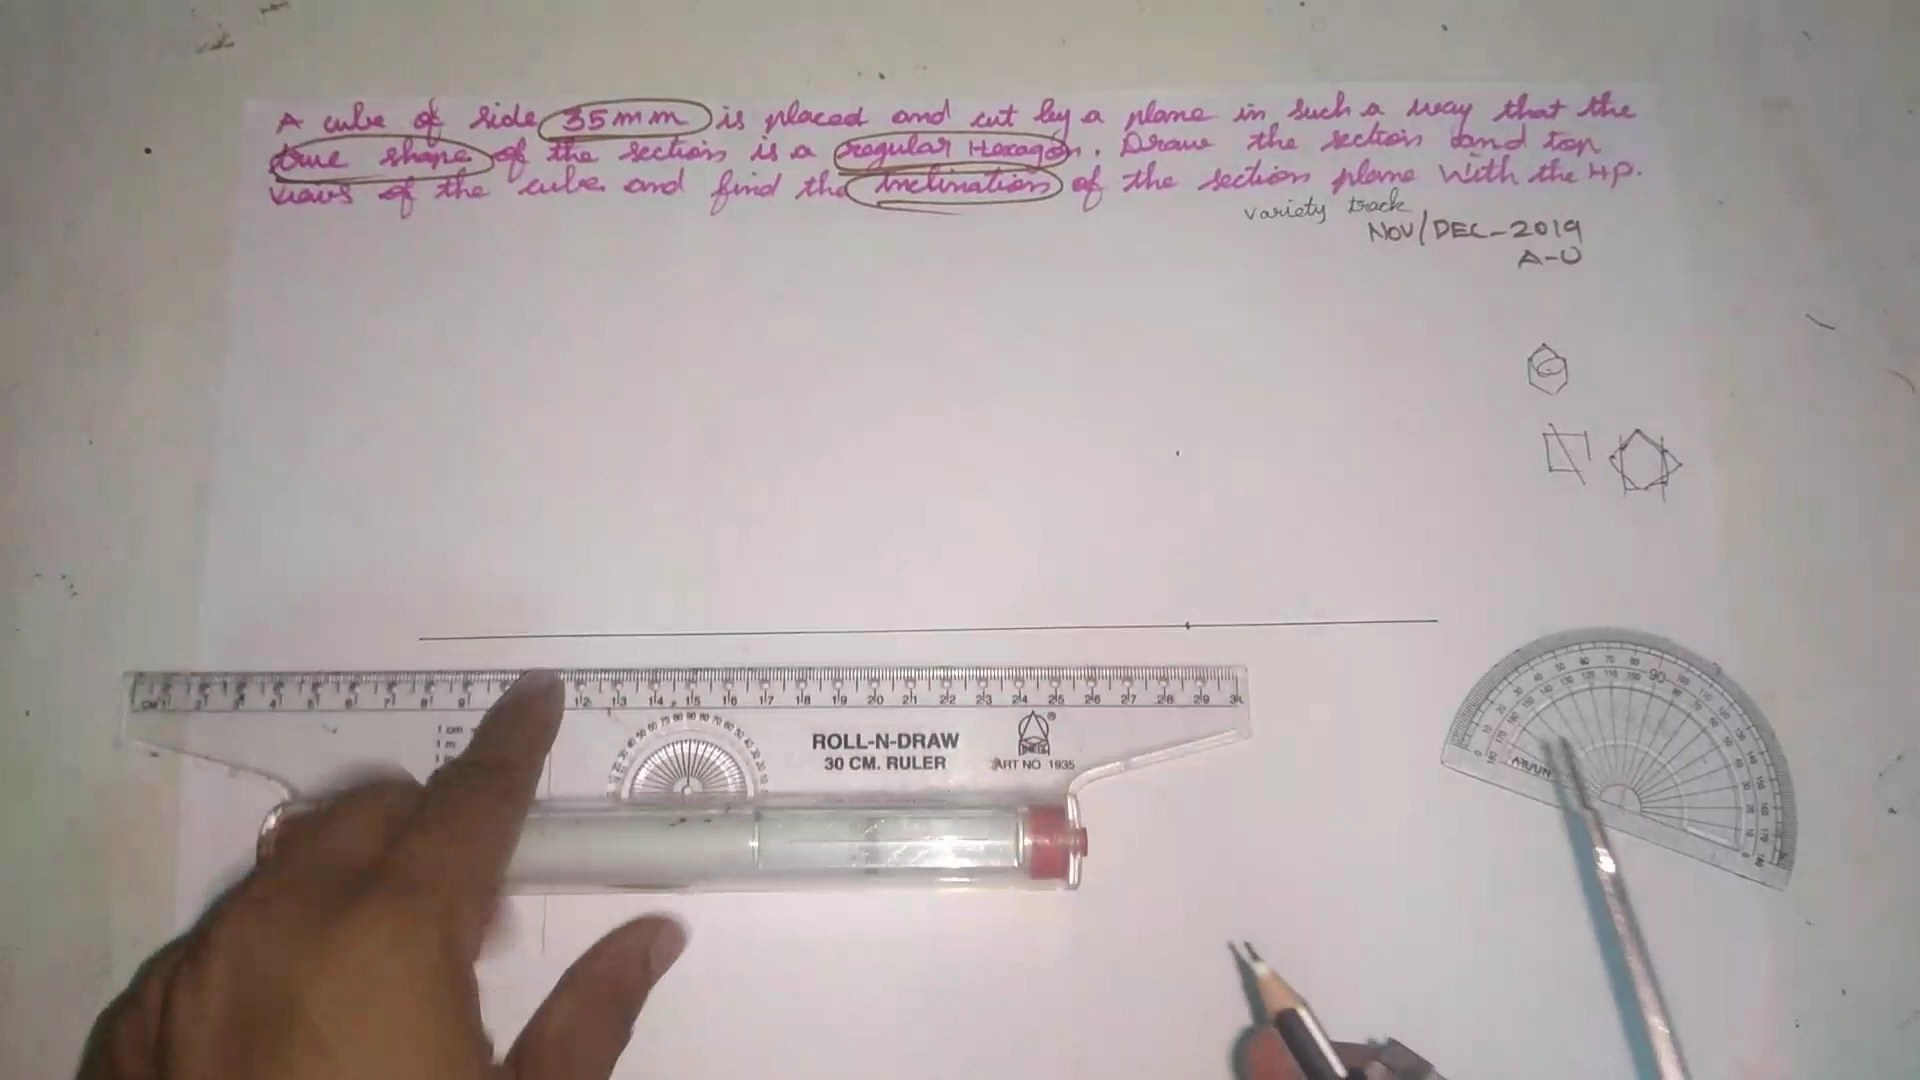 A cube of side 35mm is placed and cut by a plane in such a way that the
true shape of the section is a regular Hexagon. Draw the section and top
views of the cube and find the inclination of the section plane with the HP.
variety track
NOV/DEC-2019
A-U
ROLL-N-DRAW
30 CM. RULER
ART NO 1935